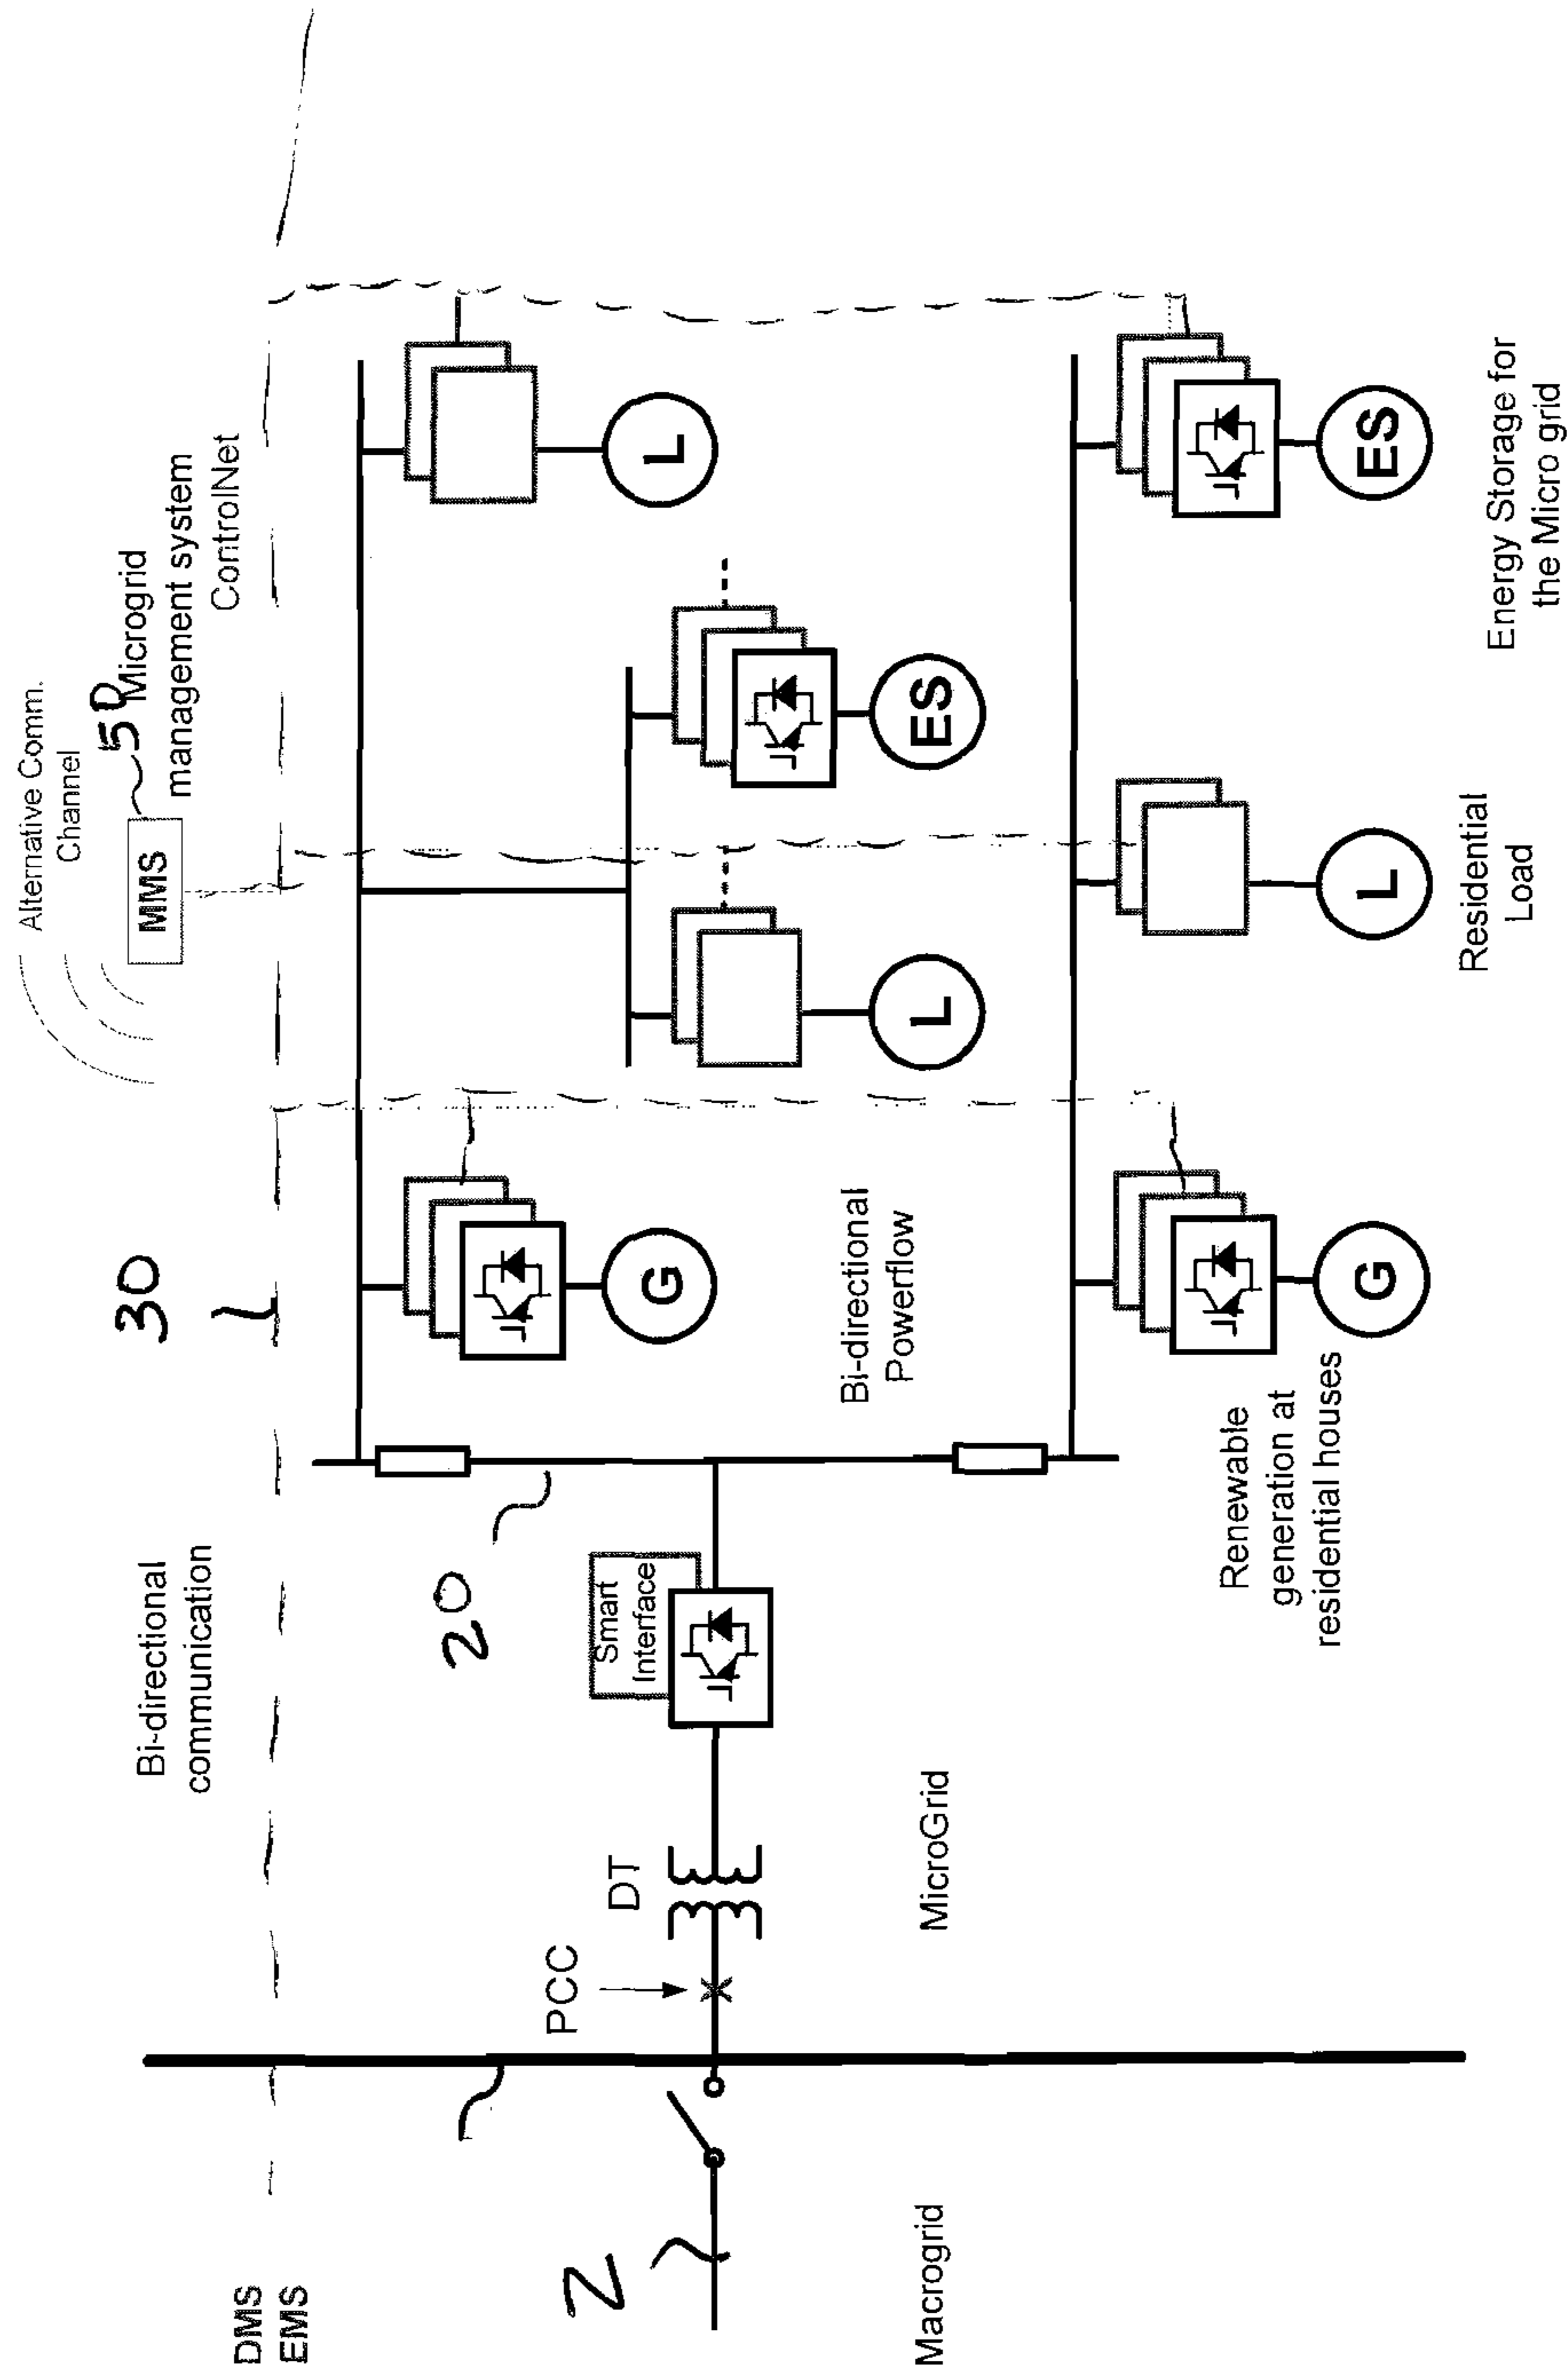 DMS
EMS
Bi-directional
communication
30
Alternative Comm.
Channel
MMS
50
Microgrid
management system
ControlNet
2
PCC
DT
Smart
Interface
20
G
L
L
ES
Bi-directional
Powerflow
Macrogrid
MicroGrid
Renewable
generation at
residential houses
G
L
ES
Residential
Load
Energy Storage for
the Micro grid